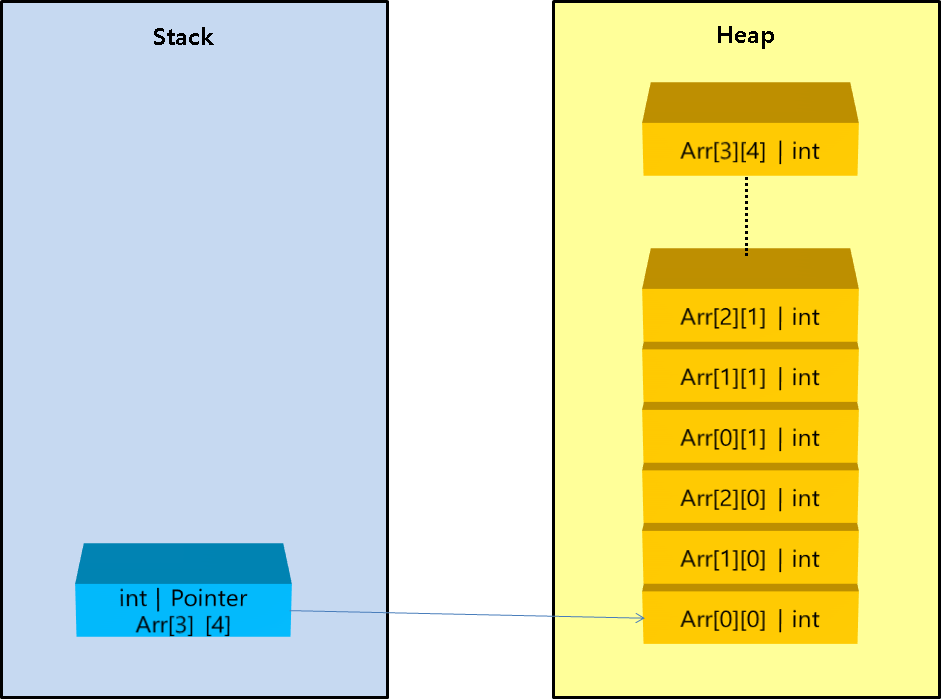 Stack
int | Pointer
Arr[3] [4]
Heap
Arr[3][4] | int
Arr[2][1] | int
Arr[1][1] | int
Arr[0][1] | int
Arr[2][0] | int
Arr[1][0] | int
Arr[0][0] | int